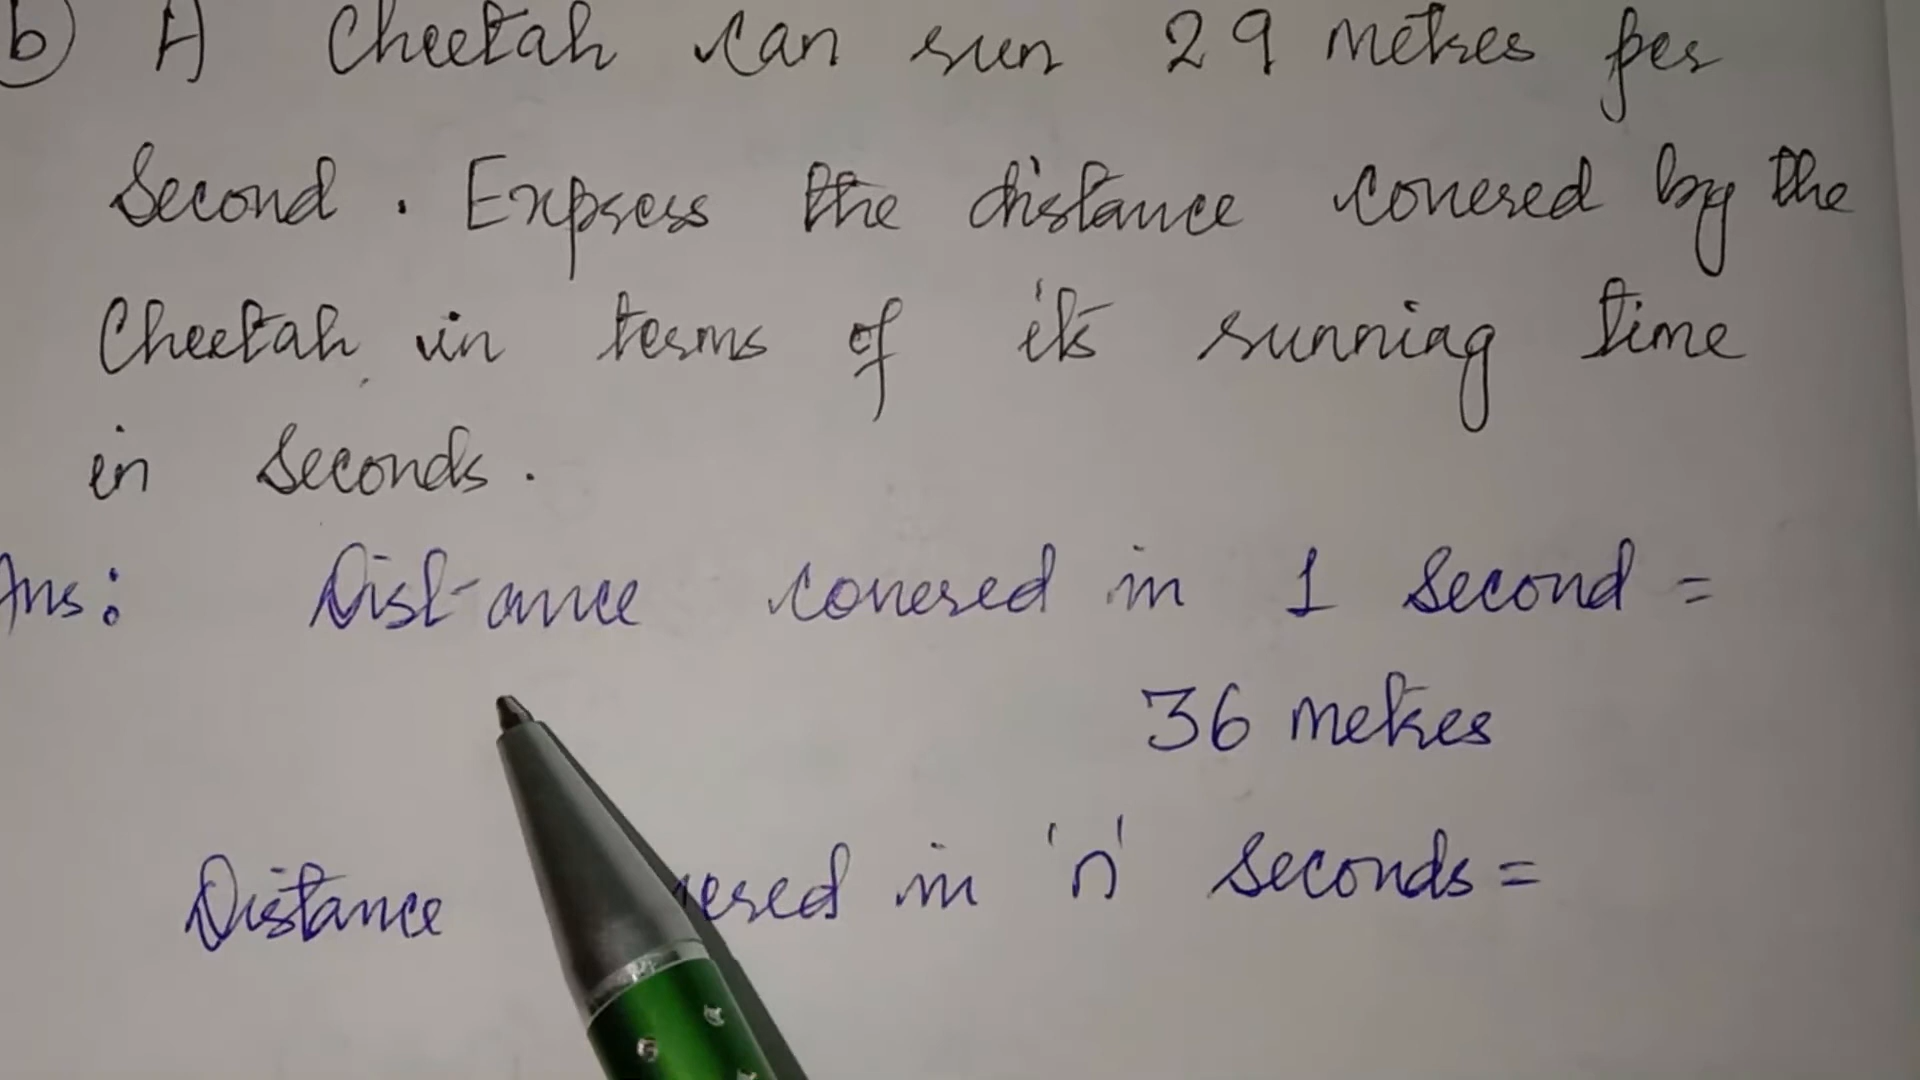 b) A Cheetah can run 29 metres per
Second. Express the distance covered by the
Cheetah in terms of its running time
in seconds.
Ans: Distance covered in 1 second =
36 metres
Distance in 'n' seconds =